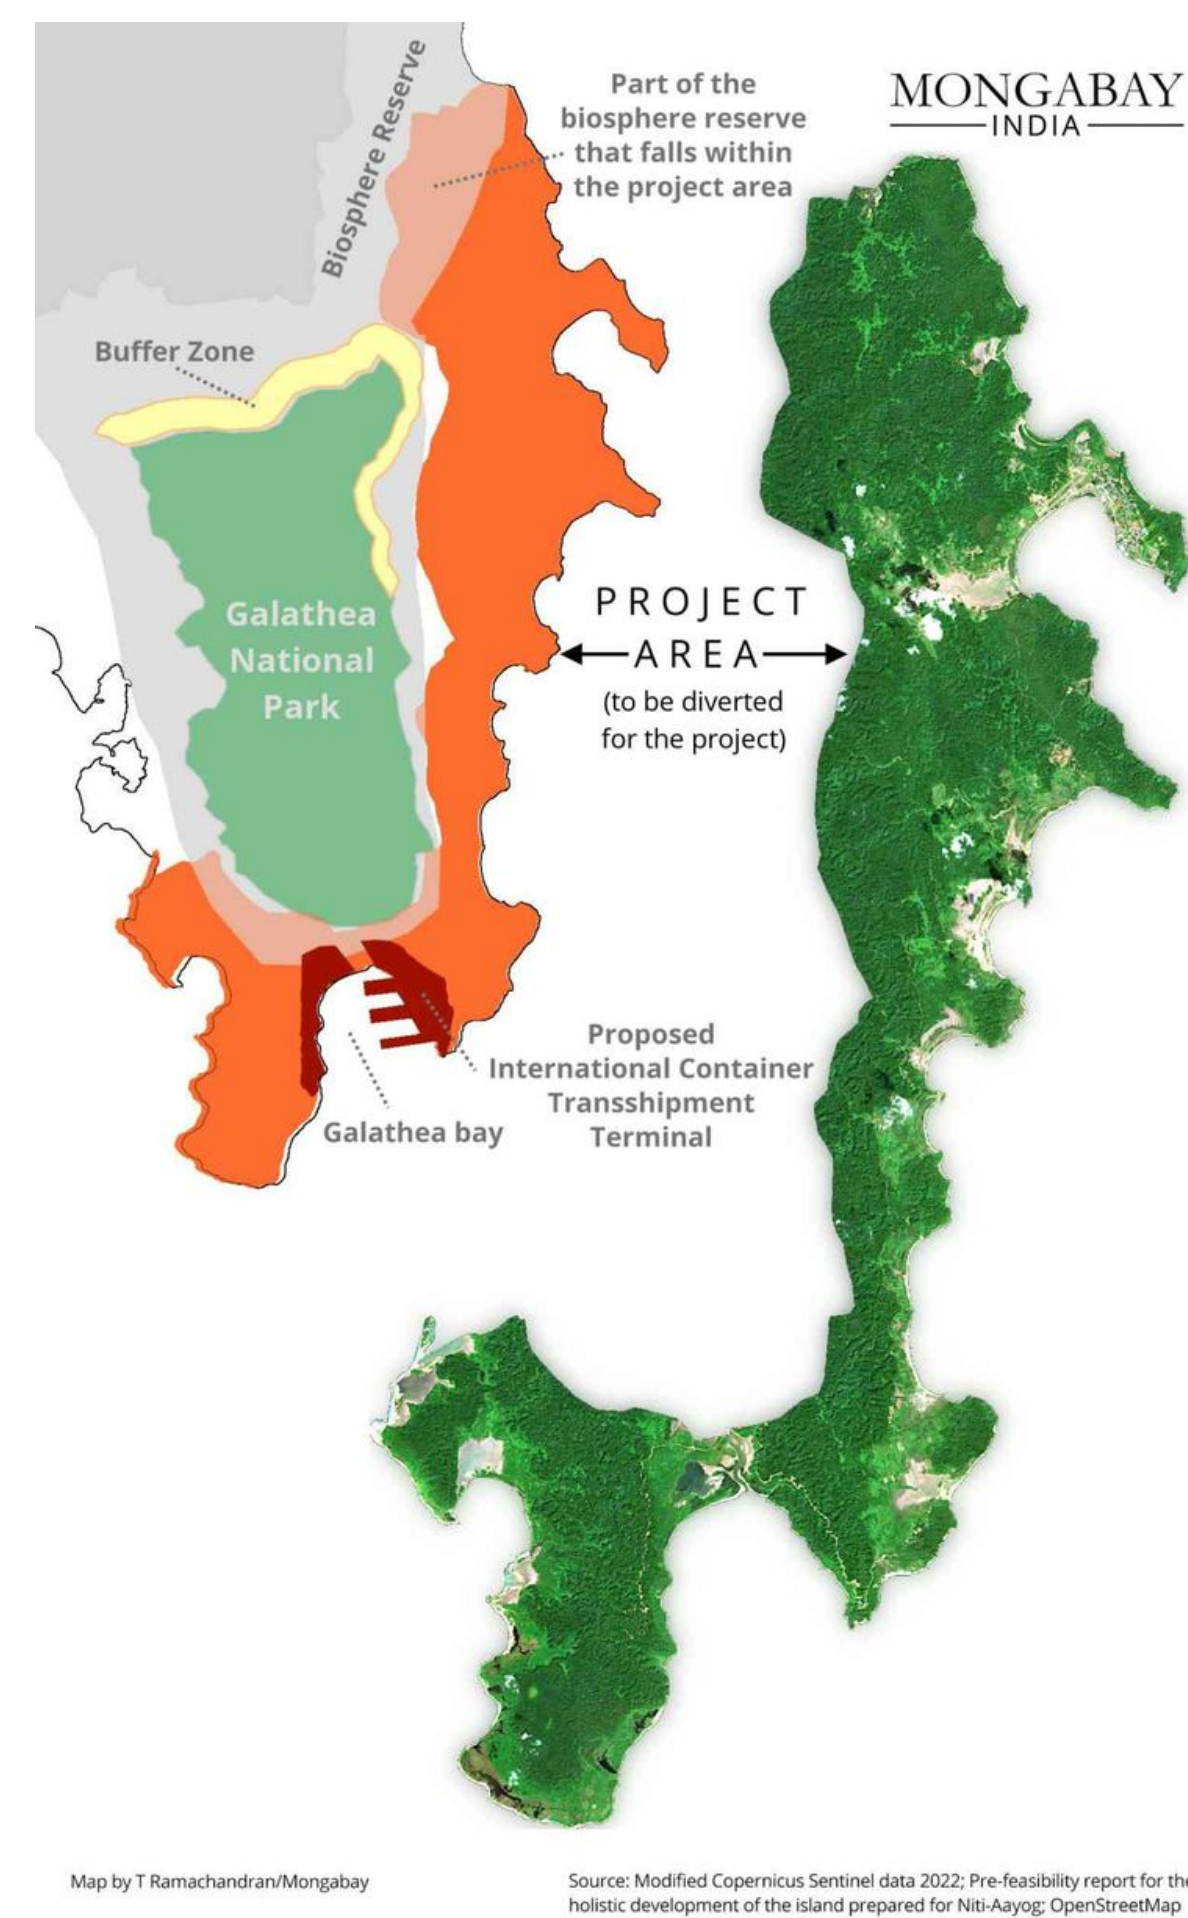 MONGABAY
INDIA
Part of the
biosphere reserve
that falls within
the project area
Biosphere Reserve
Buffer Zone
Galathea
National
Park
PROJECT
AREA
(to be diverted
for the project)
Proposed
International Container
Transshipment
Terminal
Galathea bay
Map by T Ramachandran/Mongabay
Source: Modified Copernicus Sentinel data 2022; Pre-feasibility report for the
holistic development of the island prepared for Niti-Aayog; OpenStreetMap